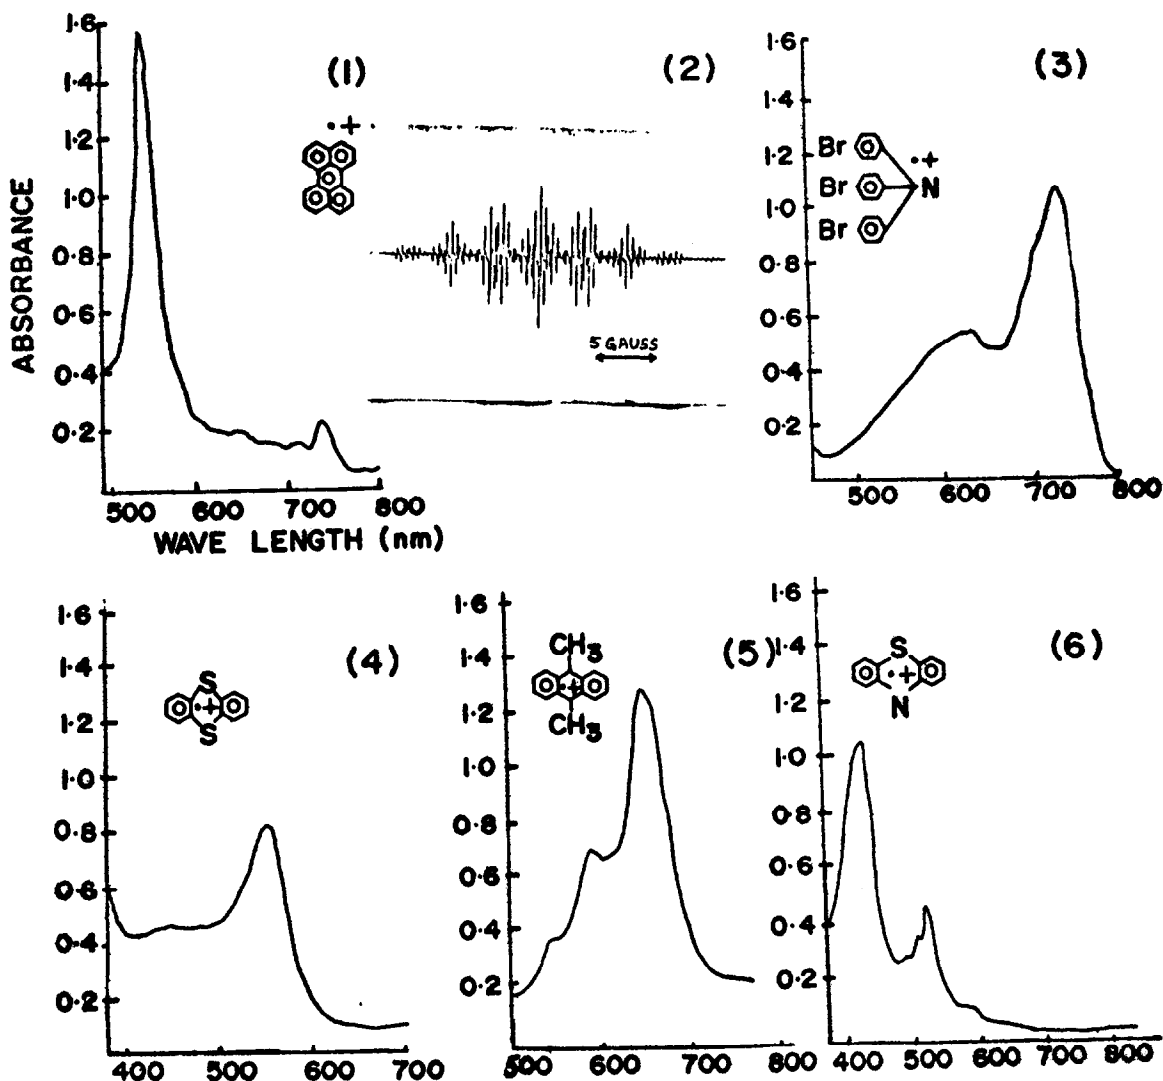 ABSORBANCE
1·6
1·4
1·2
1·0
0·8
0·6
0·4
0·2
500 600 700 800
WAVE LENGTH (nm)
(1)
·+
(2)
5 GAUSS
(3)
1·6
1·4
1·2
1·0
0·8
0·6
0·4
0·2
500 600 700 800
Br
Br
Br
·+
N
(4)
1·6
1·4
1·2
1·0
0·8
0·6
0·4
0·2
400 500 600 700
S
·+
S
(5)
1·6
1·4
1·2
1·0
0·8
0·6
0·4
0·2
500 600 700 800
CH3
·+
CH3
(6)
1·6
1·4
1·2
1·0
0·8
0·6
0·4
0·2
400 500 600 700 800
S
·+
N